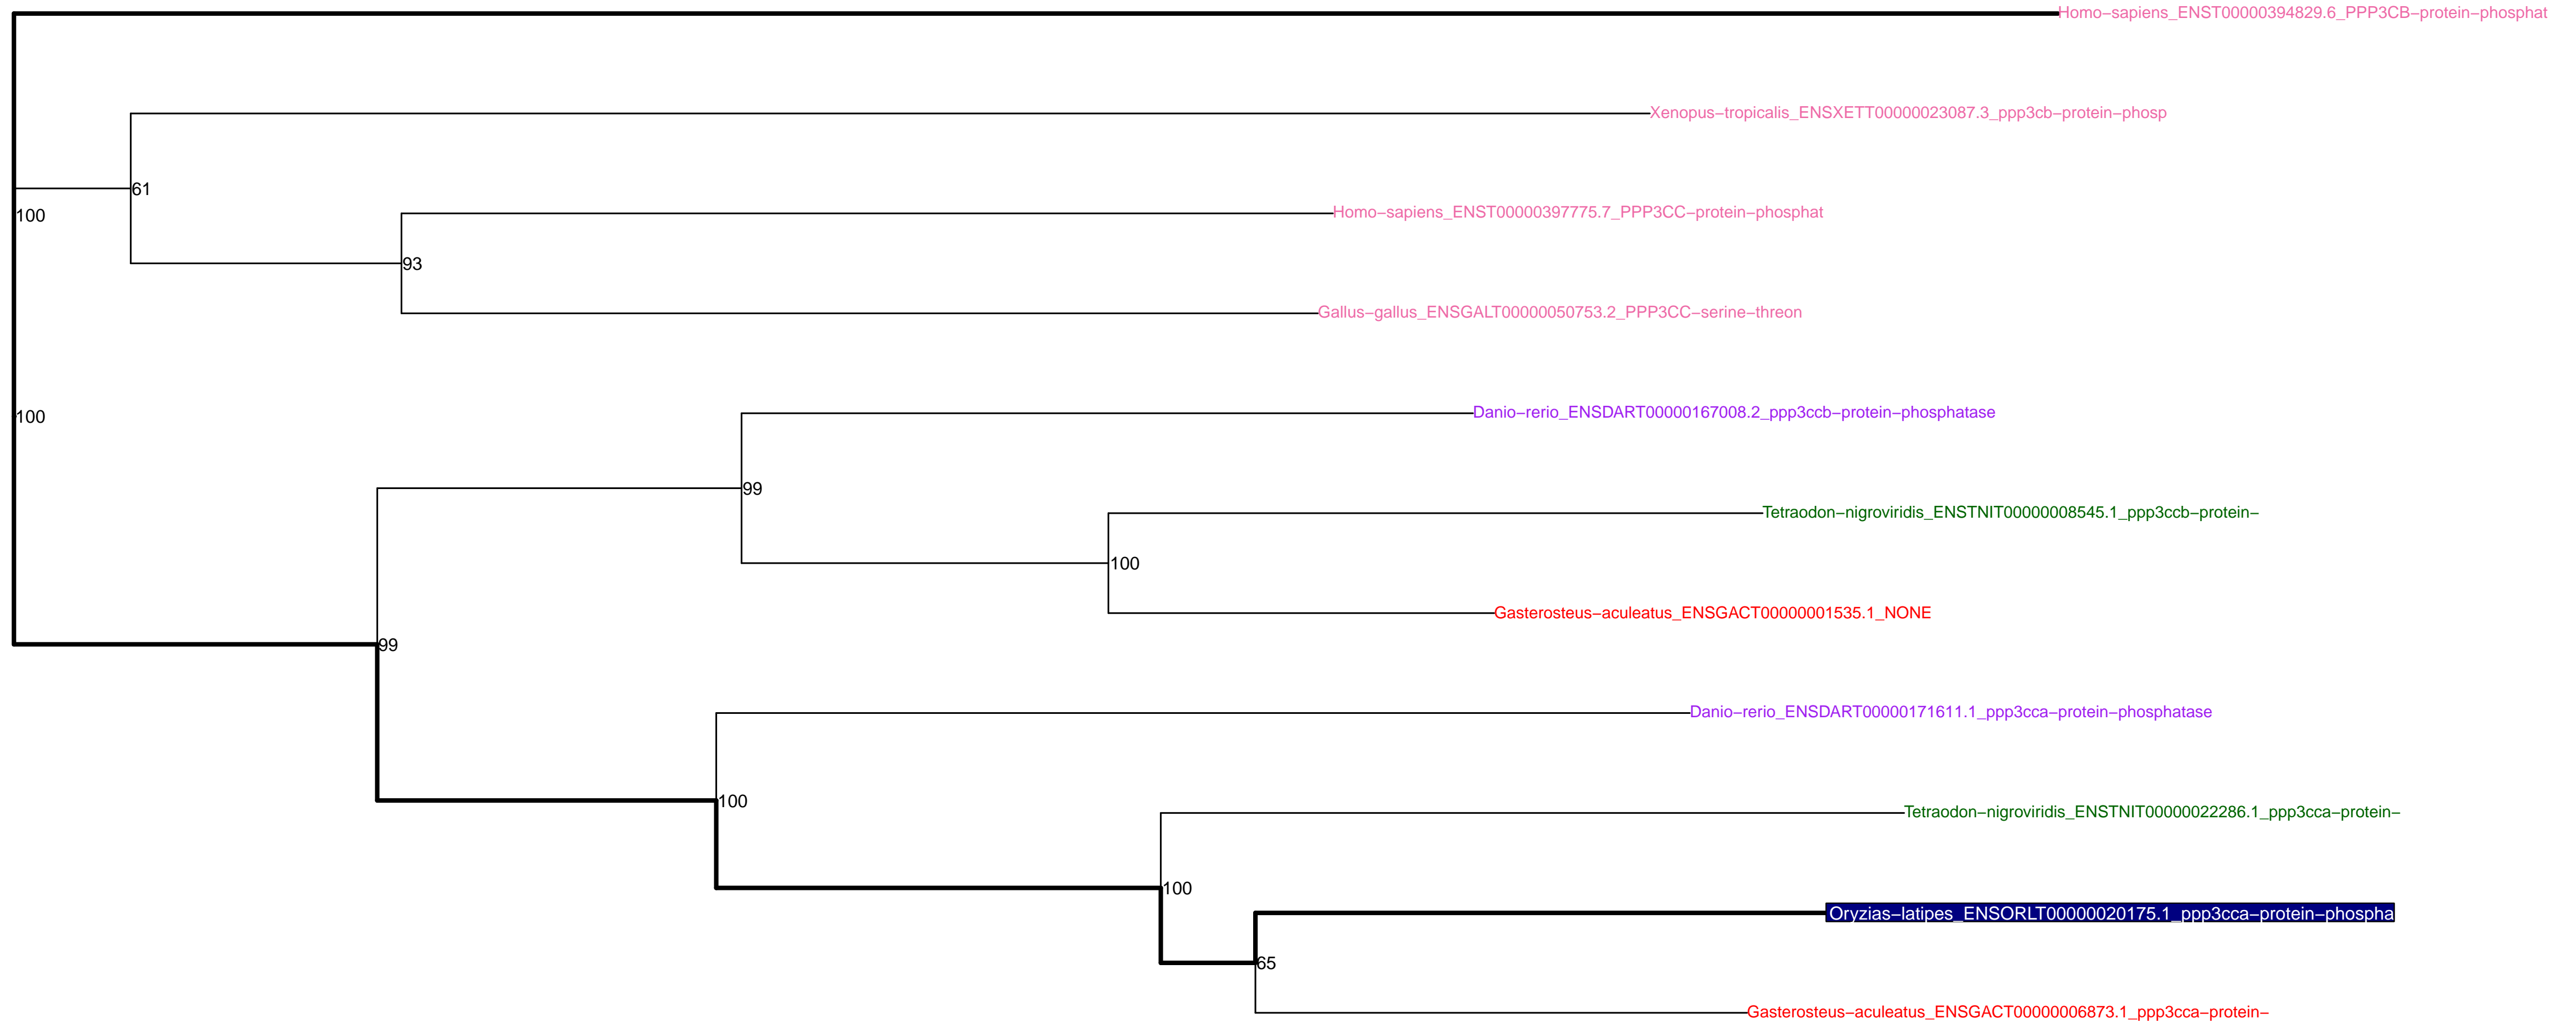 Homo−sapiens_ENST00000394829.6_PPP3CB−protein−phosphat
Xenopus−tropicalis_ENSXETT00000023087.3_ppp3cb−protein−phosp
61
Homo−sapiens_ENST00000397775.7_PPP3CC−protein−phosphat
100
93
Gallus−gallus_ENSGALT00000050753.2_PPP3CC−serine−threon
Danio−rerio_ENSDART00000167008.2_ppp3ccb−protein−phosphatase
100
99
Tetraodon−nigroviridis_ENSTNIT00000008545.1_ppp3ccb−protein−
100
Gasterosteus−aculeatus_ENSGACT00000001535.1_NONE
99
Danio−rerio_ENSDART00000171611.1_ppp3cca−protein−phosphatase
100
Tetraodon−nigroviridis_ENSTNIT00000022286.1_ppp3cca−protein−
100
Oryzias−latipes_ENSORLT00000020175.1_ppp3cca−protein−phospha
65
Gasterosteus−aculeatus_ENSGACT00000006873.1_ppp3cca−protein−